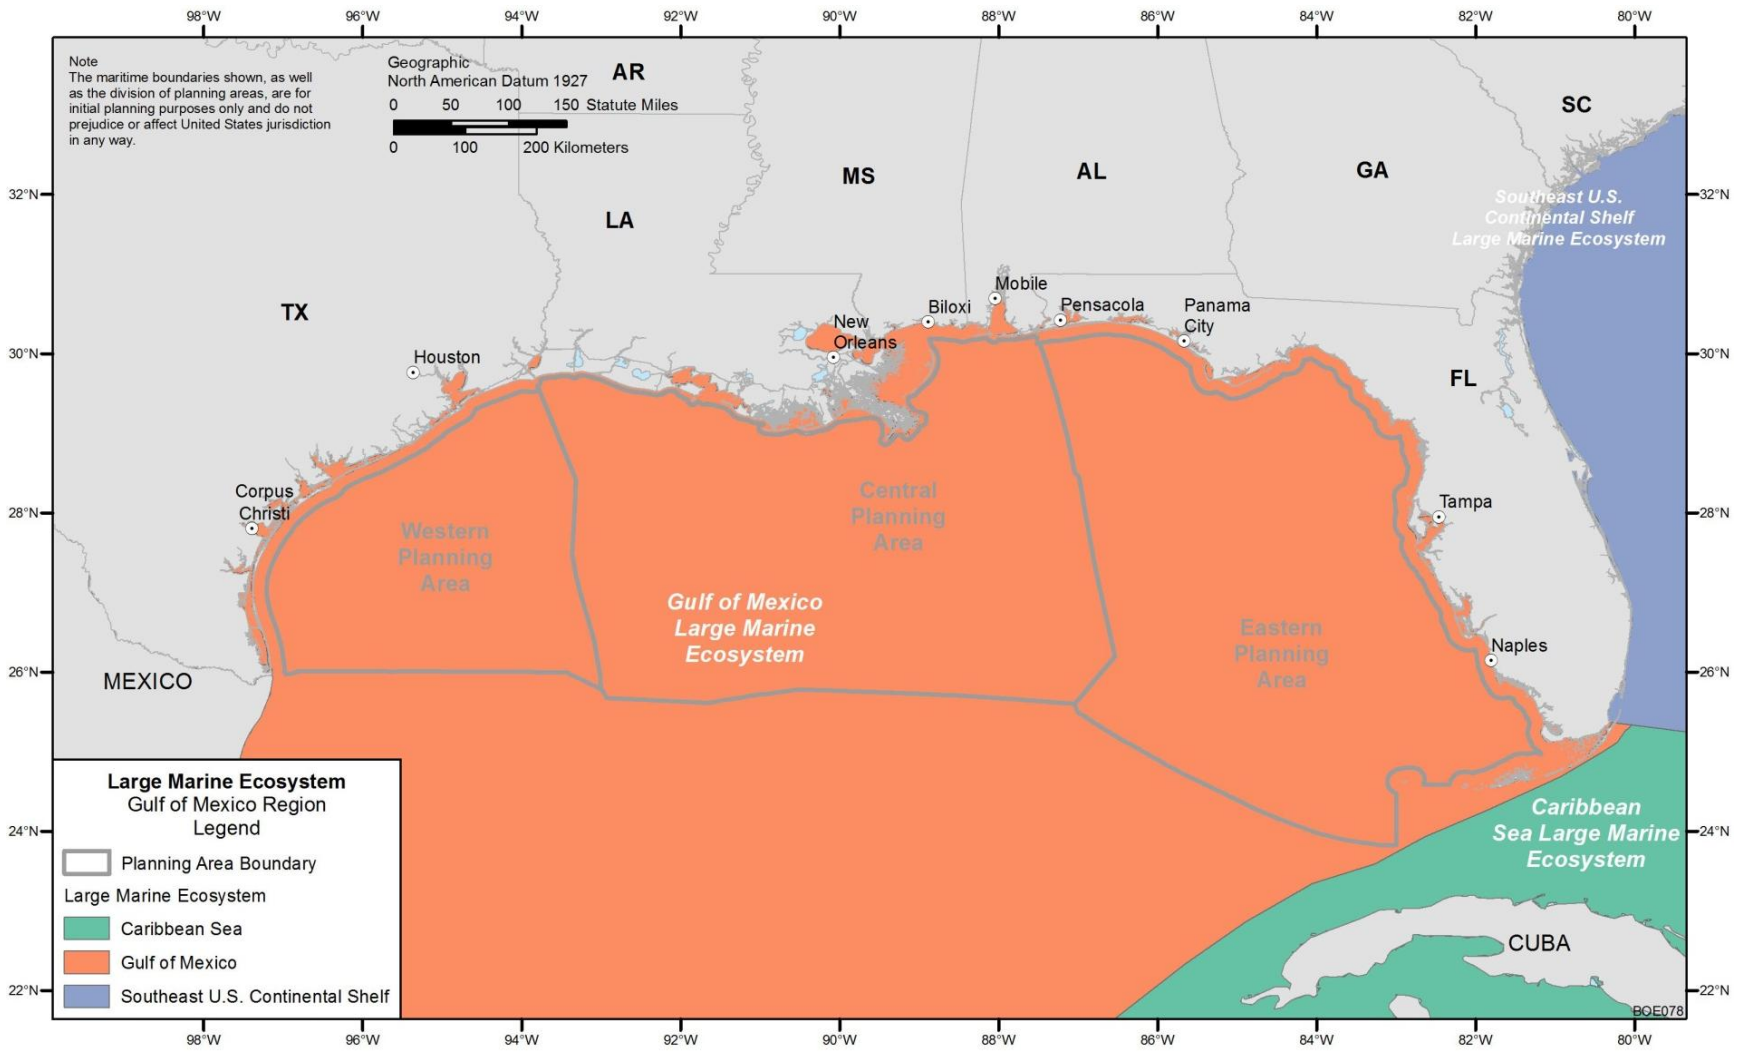 98°W 96°W 94°W 92°W 90°W 88°W 86°W 84°W 82°W 80°W
Note
The maritime boundaries shown, as well
as the division of planning areas, are for
initial planning purposes only and do not
prejudice or affect United States jurisdiction
in any way.
Geographic
North American Datum 1927
0 50 100 150 Statute Miles
0 100 200 Kilometers
AR
SC
MS
AL
GA
LA
TX
FL
32°N
32°N
Southeast U.S.
Continental Shelf
Large Marine Ecosystem
Mobile
Biloxi
Pensacola
Panama
City
New
Orleans
Houston
30°N
30°N
Corpus
Christi
Tampa
28°N
28°N
Western
Planning
Area
Central
Planning
Area
Gulf of Mexico
Large Marine
Ecosystem
Eastern
Planning
Area
Naples
26°N
26°N
MEXICO
Large Marine Ecosystem
Gulf of Mexico Region
Legend
Planning Area Boundary
Large Marine Ecosystem
Caribbean Sea
Gulf of Mexico
Southeast U.S. Continental Shelf
24°N
24°N
Caribbean
Sea Large Marine
Ecosystem
CUBA
22°N
22°N
BOE078
98°W 96°W 94°W 92°W 90°W 88°W 86°W 84°W 82°W 80°W